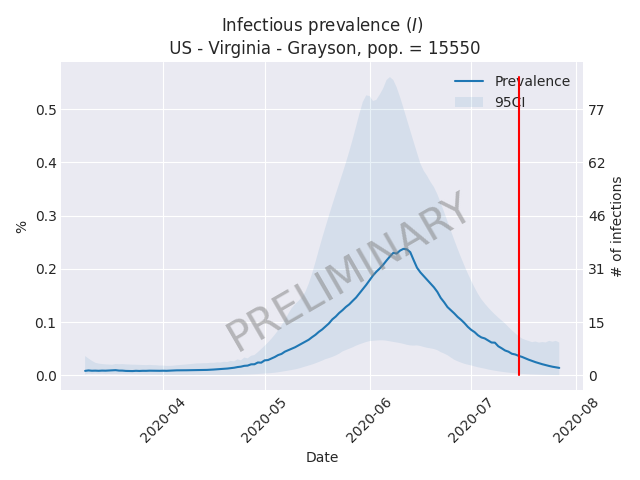 Infectious prevalence (I)
US - Virginia - Grayson, pop. = 15550
Prevalence
95CI
0.5
0.4
0.3
0.2
0.1
0.0
%
77
62
46
31
15
0
# of infections
PRELIMINARY
2020-04
2020-05
2020-06
2020-07
2020-08
Date